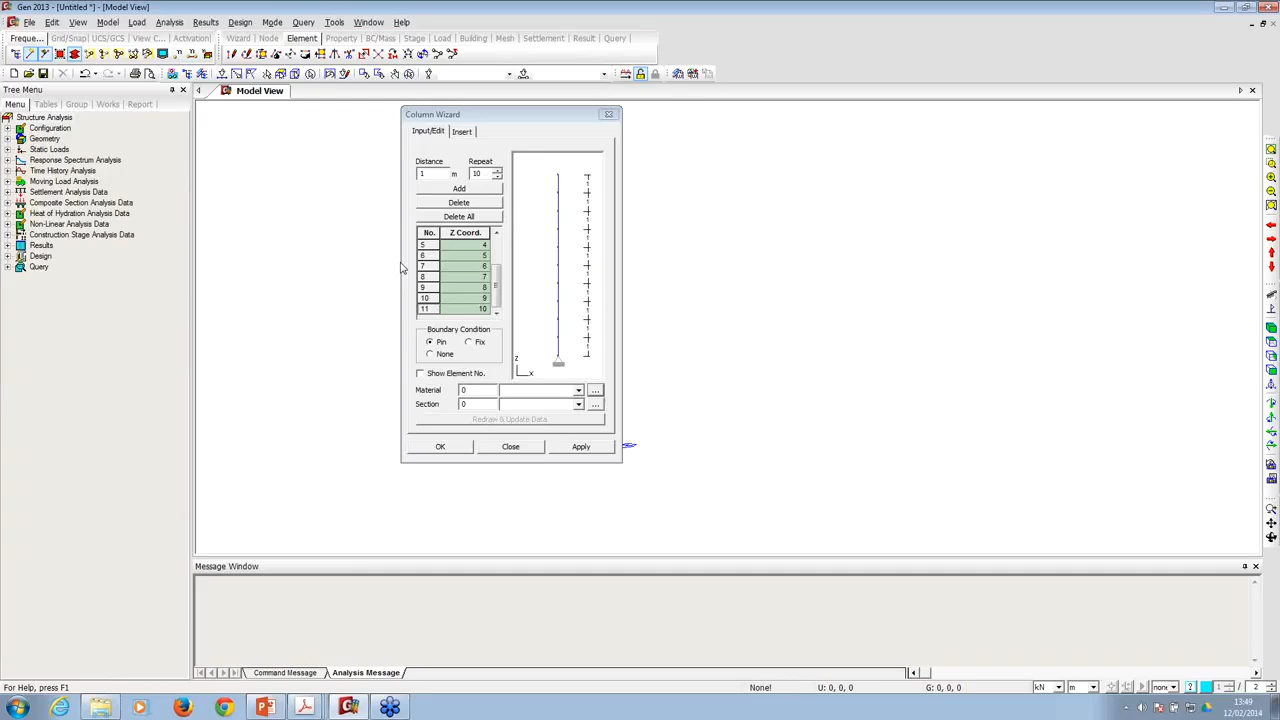 Gen 2013 - [Untitled *] - [Model View]
File Edit View Model Load Analysis Results Design Mode Query Tools Window Help
Freque... Grid/Snap UCS/GCS View C... Activation Wizard Node Element Property BC/Mass Stage Load Building Mesh Settlement Result Query
Tree Menu
Model View
Menu Tables Group Works Report
Structure Analysis
Configuration
Geometry
Static Loads
Response Spectrum Analysis
Time History Analysis
Moving Load Analysis
Settlement Analysis Data
Composite Section Analysis Data
Heat of Hydration Analysis Data
Non-Linear Analysis Data
Construction Stage Analysis Data
Results
Design
Query
Column Wizard
Input/Edit Insert
Distance Repeat
1 m 10
Add
Delete
Delete All
No. Z Coord.
5 4
6 5
7 6
8 7
9 8
10 9
11 10
Boundary Condition
Pin Fix
None
z
x
Show Element No.
Material 0 ...
Section 0 ...
Redraw & Update Data
OK Close Apply
Message Window
Command Message Analysis Message
For Help, press F1 None! U: 0, 0, 0 G: 0, 0, 0 kN m none 1 / 2
13:49
12/02/2014